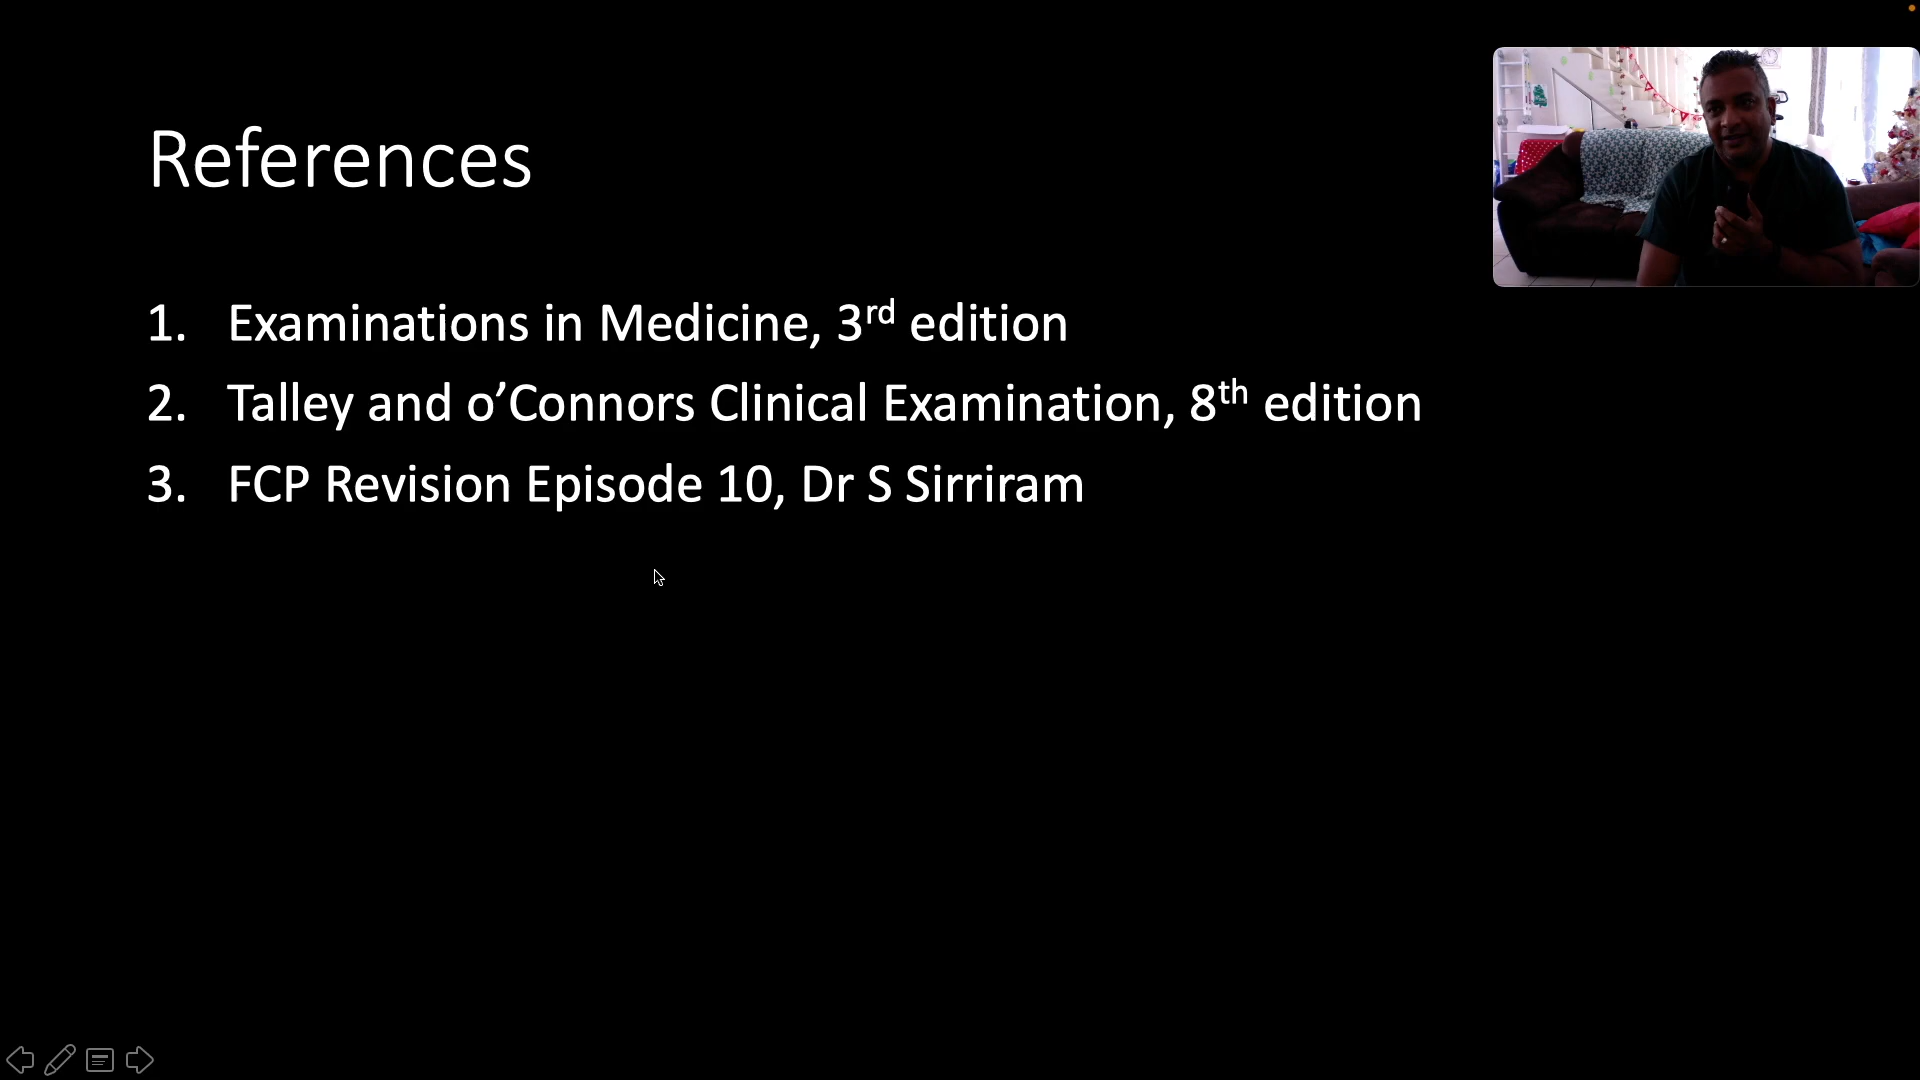 References
1. Examinations in Medicine, 3rd edition
2. Talley and o’Connors Clinical Examination, 8th edition
3. FCP Revision Episode 10, Dr S Sirriram